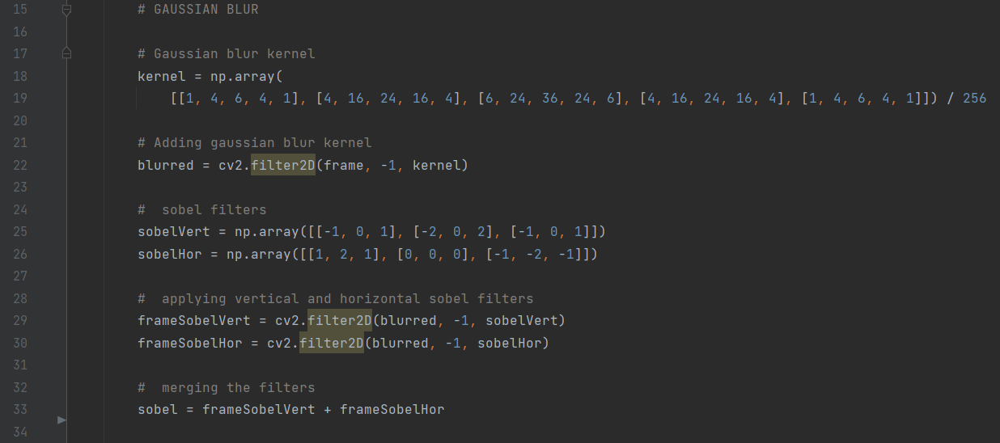 15 # GAUSSIAN BLUR
16
17 # Gaussian blur kernel
18 kernel = np.array(
19 [[1, 4, 6, 4, 1], [4, 16, 24, 16, 4], [6, 24, 36, 24, 6], [4, 16, 24, 16, 4], [1, 4, 6, 4, 1]]) / 256
20
21 # Adding gaussian blur kernel
22 blurred = cv2.filter2D(frame, -1, kernel)
23
24 #  sobel filters
25 sobelVert = np.array([[-1, 0, 1], [-2, 0, 2], [-1, 0, 1]])
26 sobelHor = np.array([[1, 2, 1], [0, 0, 0], [-1, -2, -1]])
27
28 #  applying vertical and horizontal sobel filters
29 frameSobelVert = cv2.filter2D(blurred, -1, sobelVert)
30 frameSobelHor = cv2.filter2D(blurred, -1, sobelHor)
31
32 #  merging the filters
33 sobel = frameSobelVert + frameSobelHor
34